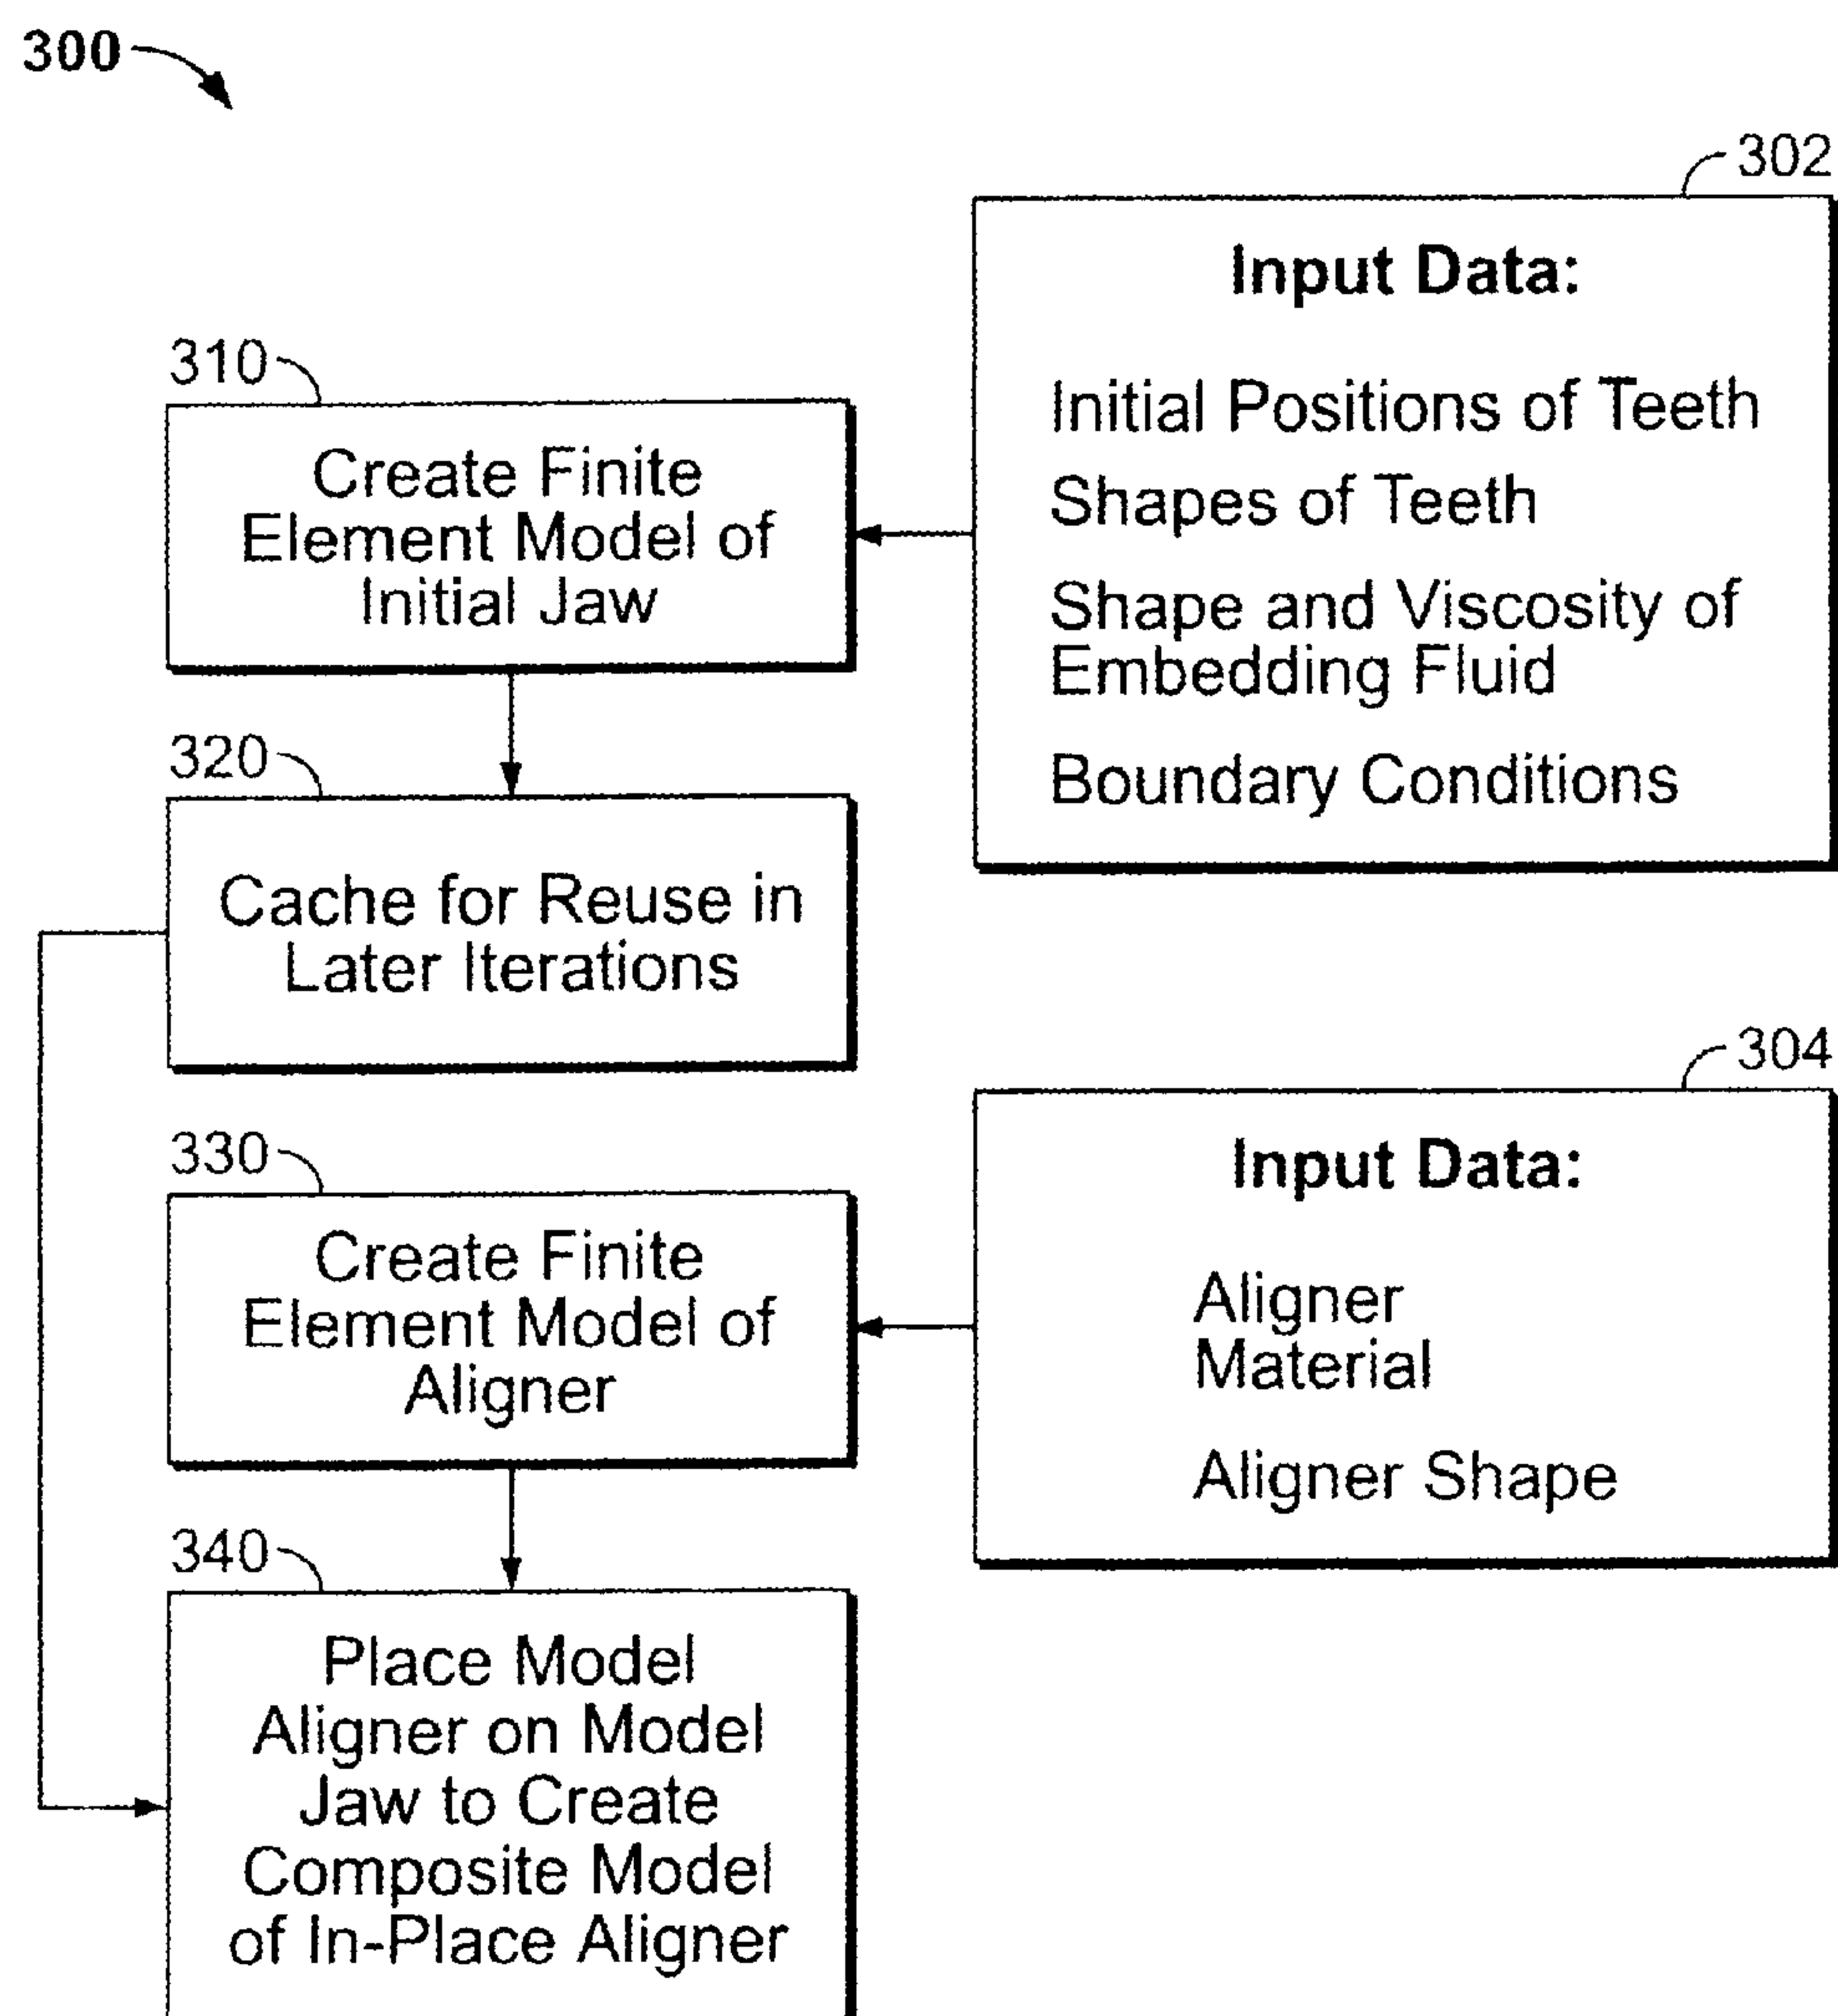 300
302
Input Data:
Initial Positions of Teeth
Shapes of Teeth
Shape and Viscosity of
Embedding Fluid
Boundary Conditions
310
Create Finite
Element Model of
Initial Jaw
320
Cache for Reuse in
Later Iterations
304
Input Data:
Aligner
Material
Aligner Shape
330
Create Finite
Element Model of
Aligner
340
Place Model
Aligner on Model
Jaw to Create
Composite Model
of In-Place Aligner